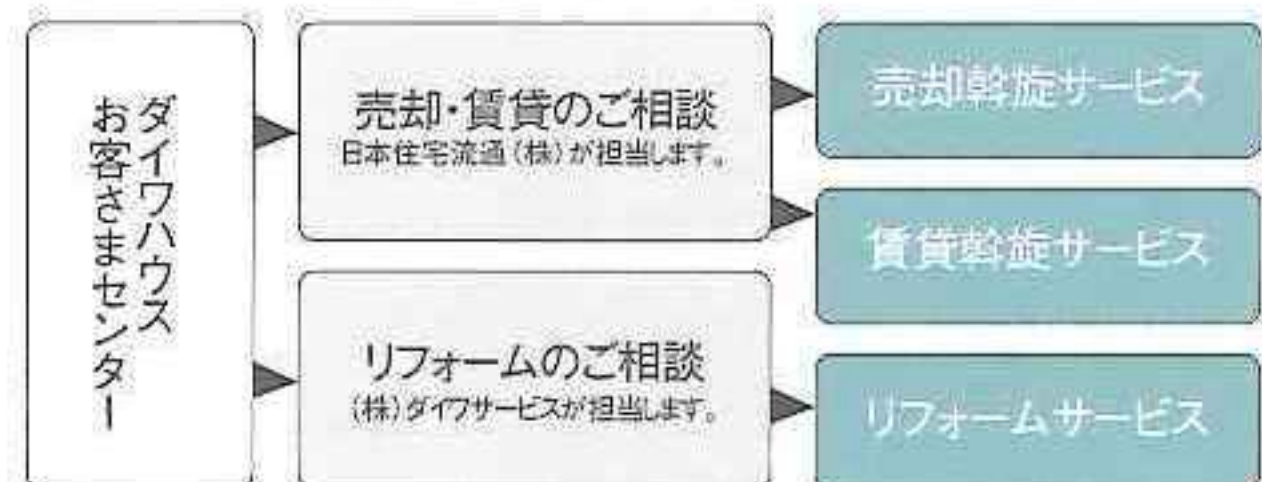 ダイワハウス
お客さまセンター
売却・賃貸のご相談
日本住宅流通(株)が担当します。
リフォームのご相談
(株)ダイワサービスが担当します。
売却斡旋サービス
賃貸斡旋サービス
リフォームサービス